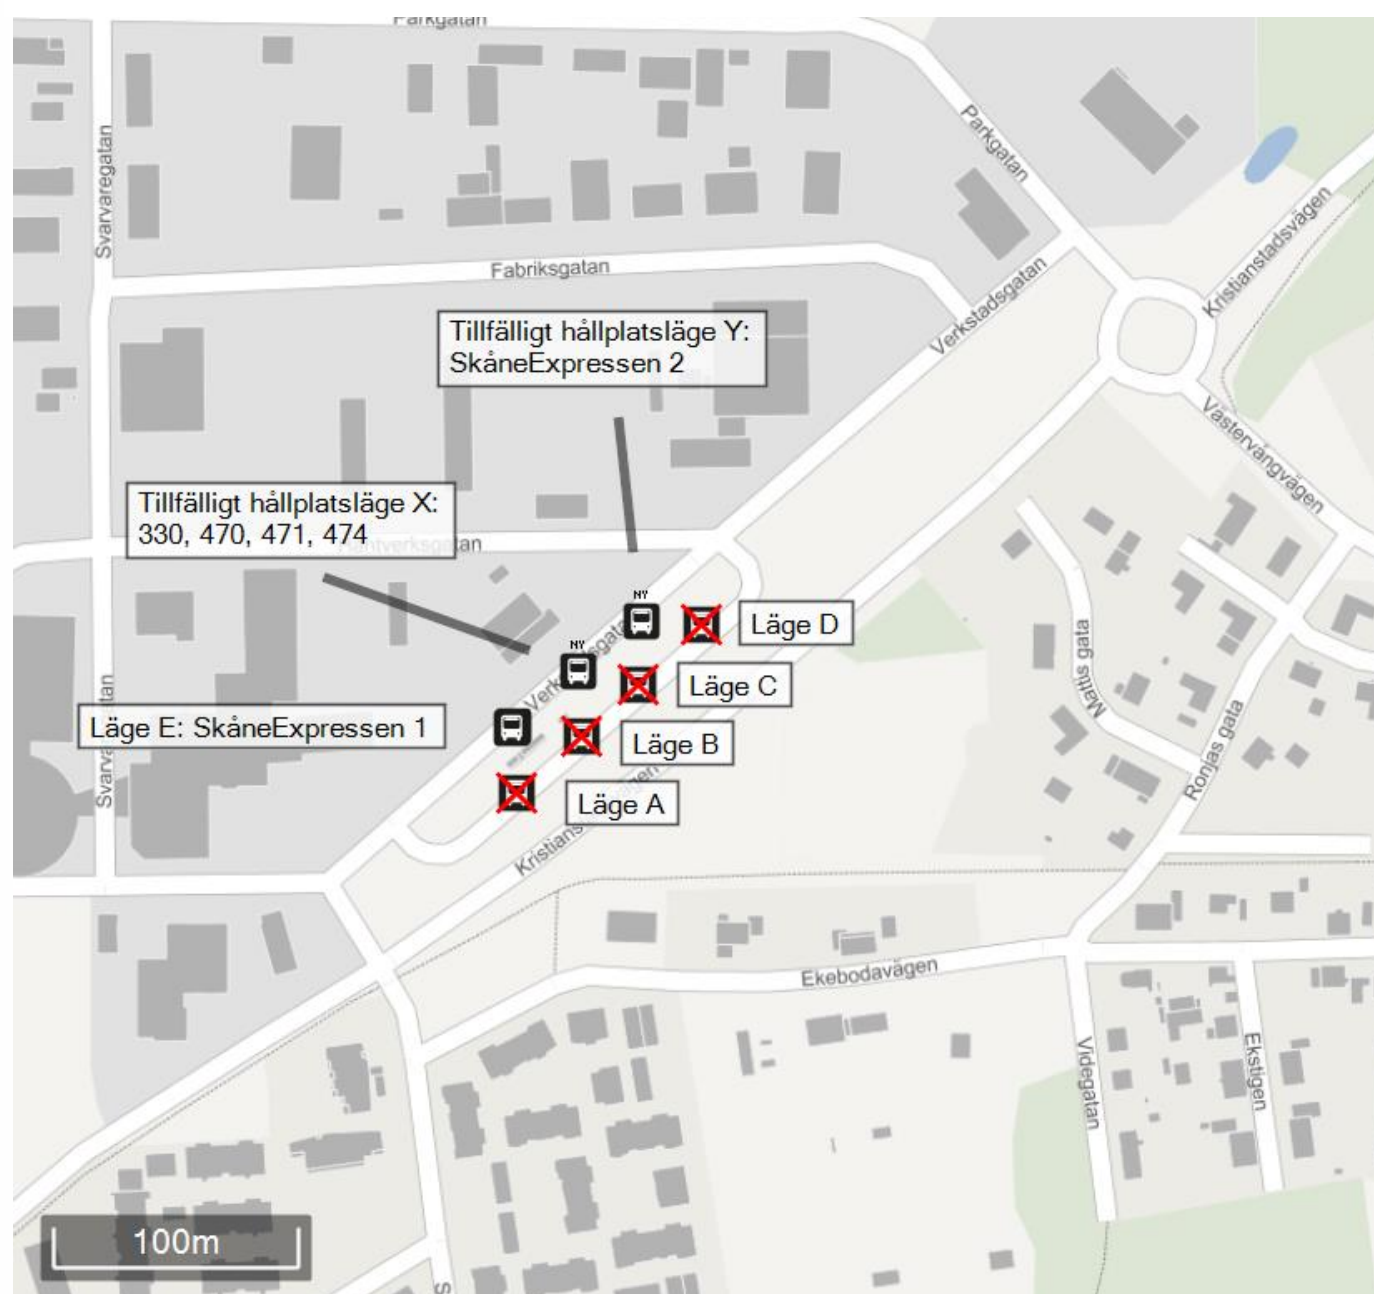 Parkgatan
Parkgatan
Svarvaregatan
Kristianstadsvägen
Fabriksgatan
Verkstadsgatan
Tillfälligt hållplatsläge Y:
SkåneExpressen 2
Västervångvägen
Tillfälligt hållplatsläge X:
330, 470, 471, 474
Hantverksgatan
NY
Läge D
NY
Mattis gata
Läge C
Läge E: SkåneExpressen 1
Läge B
Ronjas gata
Läge A
Ekebodavägen
Videgatan
Ekstigen
100m